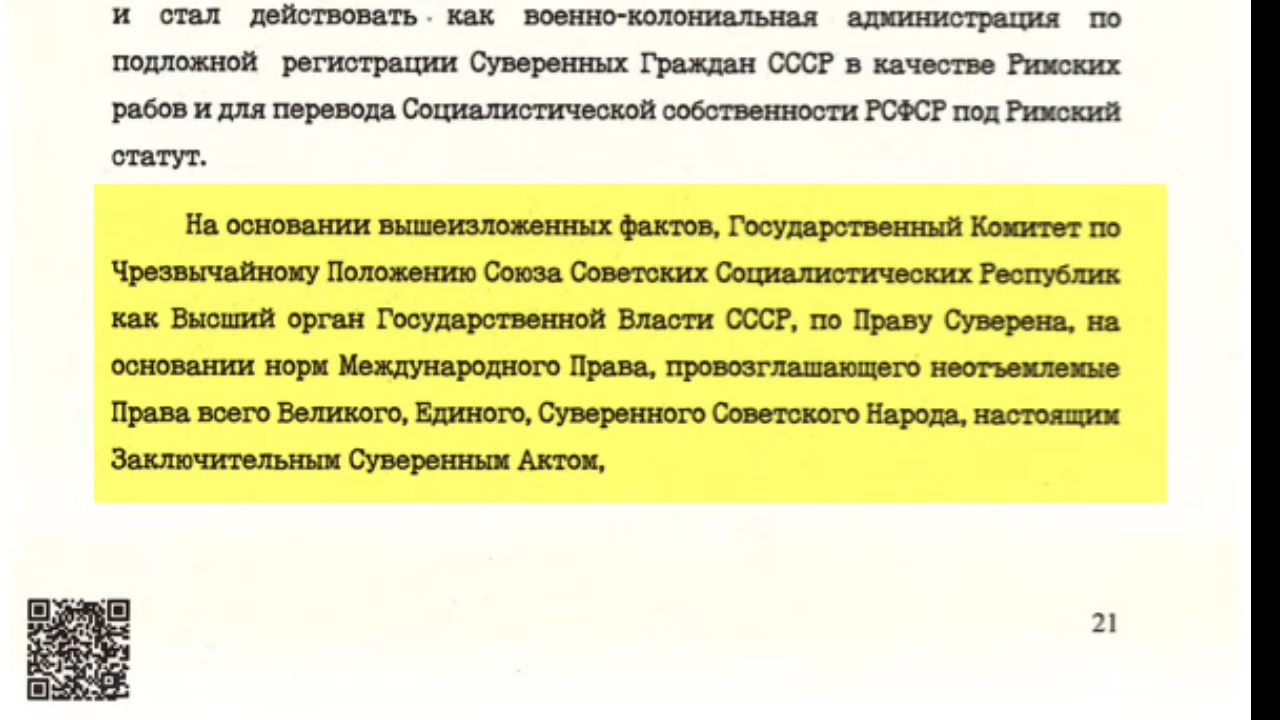 и стал действовать как военно-колониальная администрация по
подложной регистрации Суверенных Граждан СССР в качестве Римских
рабов и для перевода Социалистической собственности РСФСР под Римский
статут.
На основании вышеизложенных фактов, Государственный Комитет по
Чрезвычайному Положению Союза Советских Социалистических Республик
как Высший орган Государственной Власти СССР, по Праву Суверена, на
основании норм Международного Права, провозглашающего неотъемлемые
Права всего Великого, Единого, Суверенного Советского Народа, настоящим
Заключительным Суверенным Актом,
21